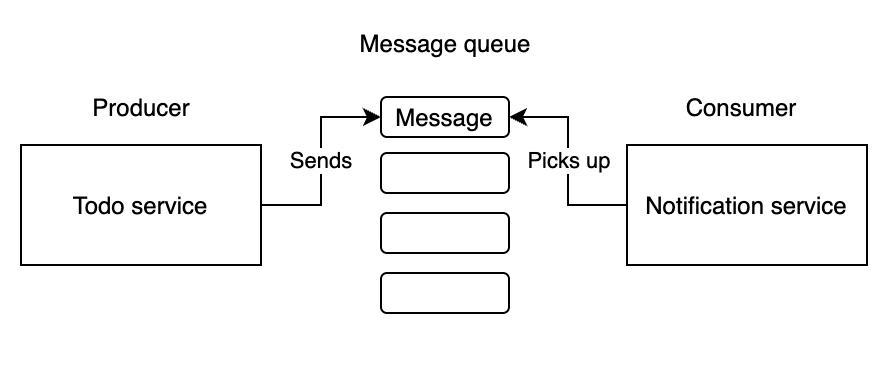 Message queue
Producer
Message
Consumer
Sends
Picks up
Todo service
Notification service